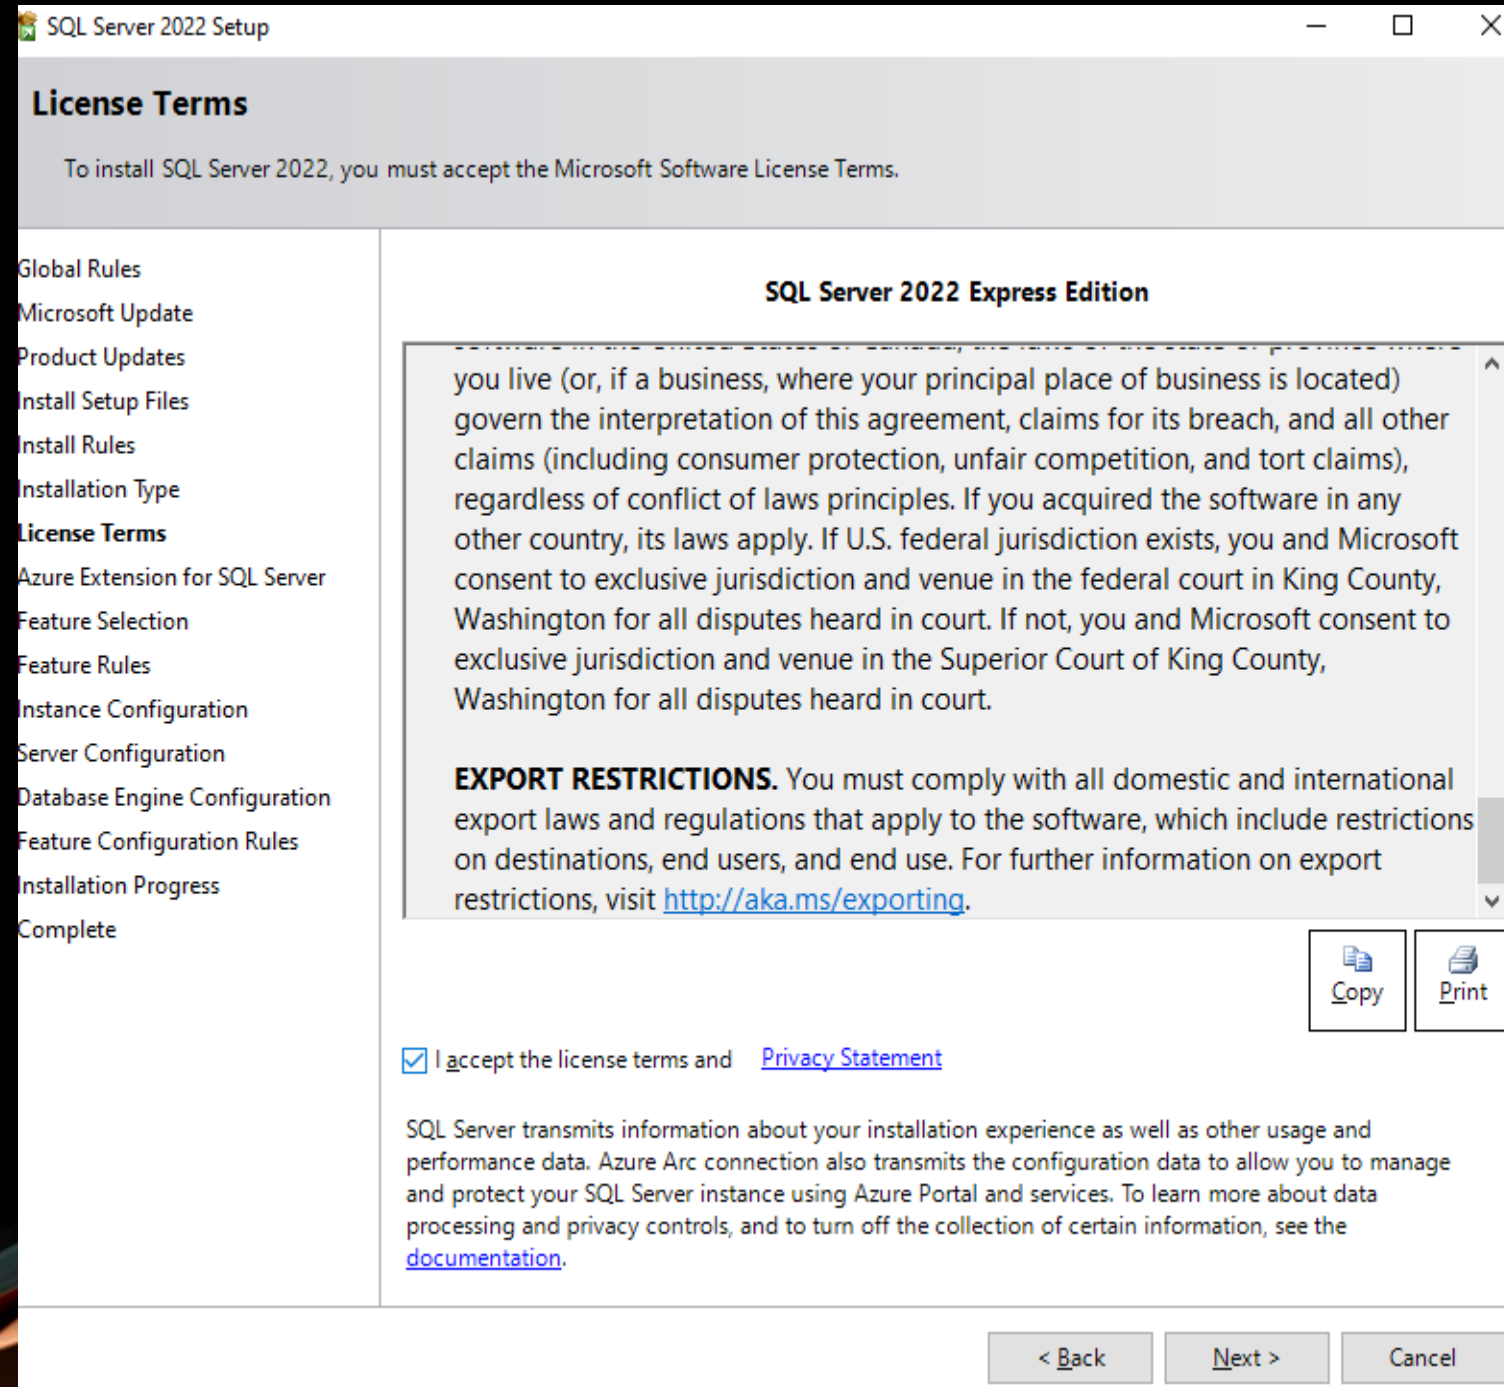 SQL Server 2022 Setup
License Terms
To install SQL Server 2022, you must accept the Microsoft Software License Terms.
Global Rules
Microsoft Update
Product Updates
Install Setup Files
Install Rules
Installation Type
License Terms
Azure Extension for SQL Server
Feature Selection
Feature Rules
Instance Configuration
Server Configuration
Database Engine Configuration
Feature Configuration Rules
Installation Progress
Complete
SQL Server 2022 Express Edition
you live (or, if a business, where your principal place of business is located)
govern the interpretation of this agreement, claims for its breach, and all other
claims (including consumer protection, unfair competition, and tort claims),
regardless of conflict of laws principles. If you acquired the software in any
other country, its laws apply. If U.S. federal jurisdiction exists, you and Microsoft
consent to exclusive jurisdiction and venue in the federal court in King County,
Washington for all disputes heard in court. If not, you and Microsoft consent to
exclusive jurisdiction and venue in the Superior Court of King County,
Washington for all disputes heard in court.
EXPORT RESTRICTIONS. You must comply with all domestic and international
export laws and regulations that apply to the software, which include restrictions
on destinations, end users, and end use. For further information on export
restrictions, visit http://aka.ms/exporting.
Copy
Print
I accept the license terms and Privacy Statement
SQL Server transmits information about your installation experience as well as other usage and
performance data. Azure Arc connection also transmits the configuration data to allow you to manage
and protect your SQL Server instance using Azure Portal and services. To learn more about data
processing and privacy controls, and to turn off the collection of certain information, see the
documentation.
< Back
Next >
Cancel